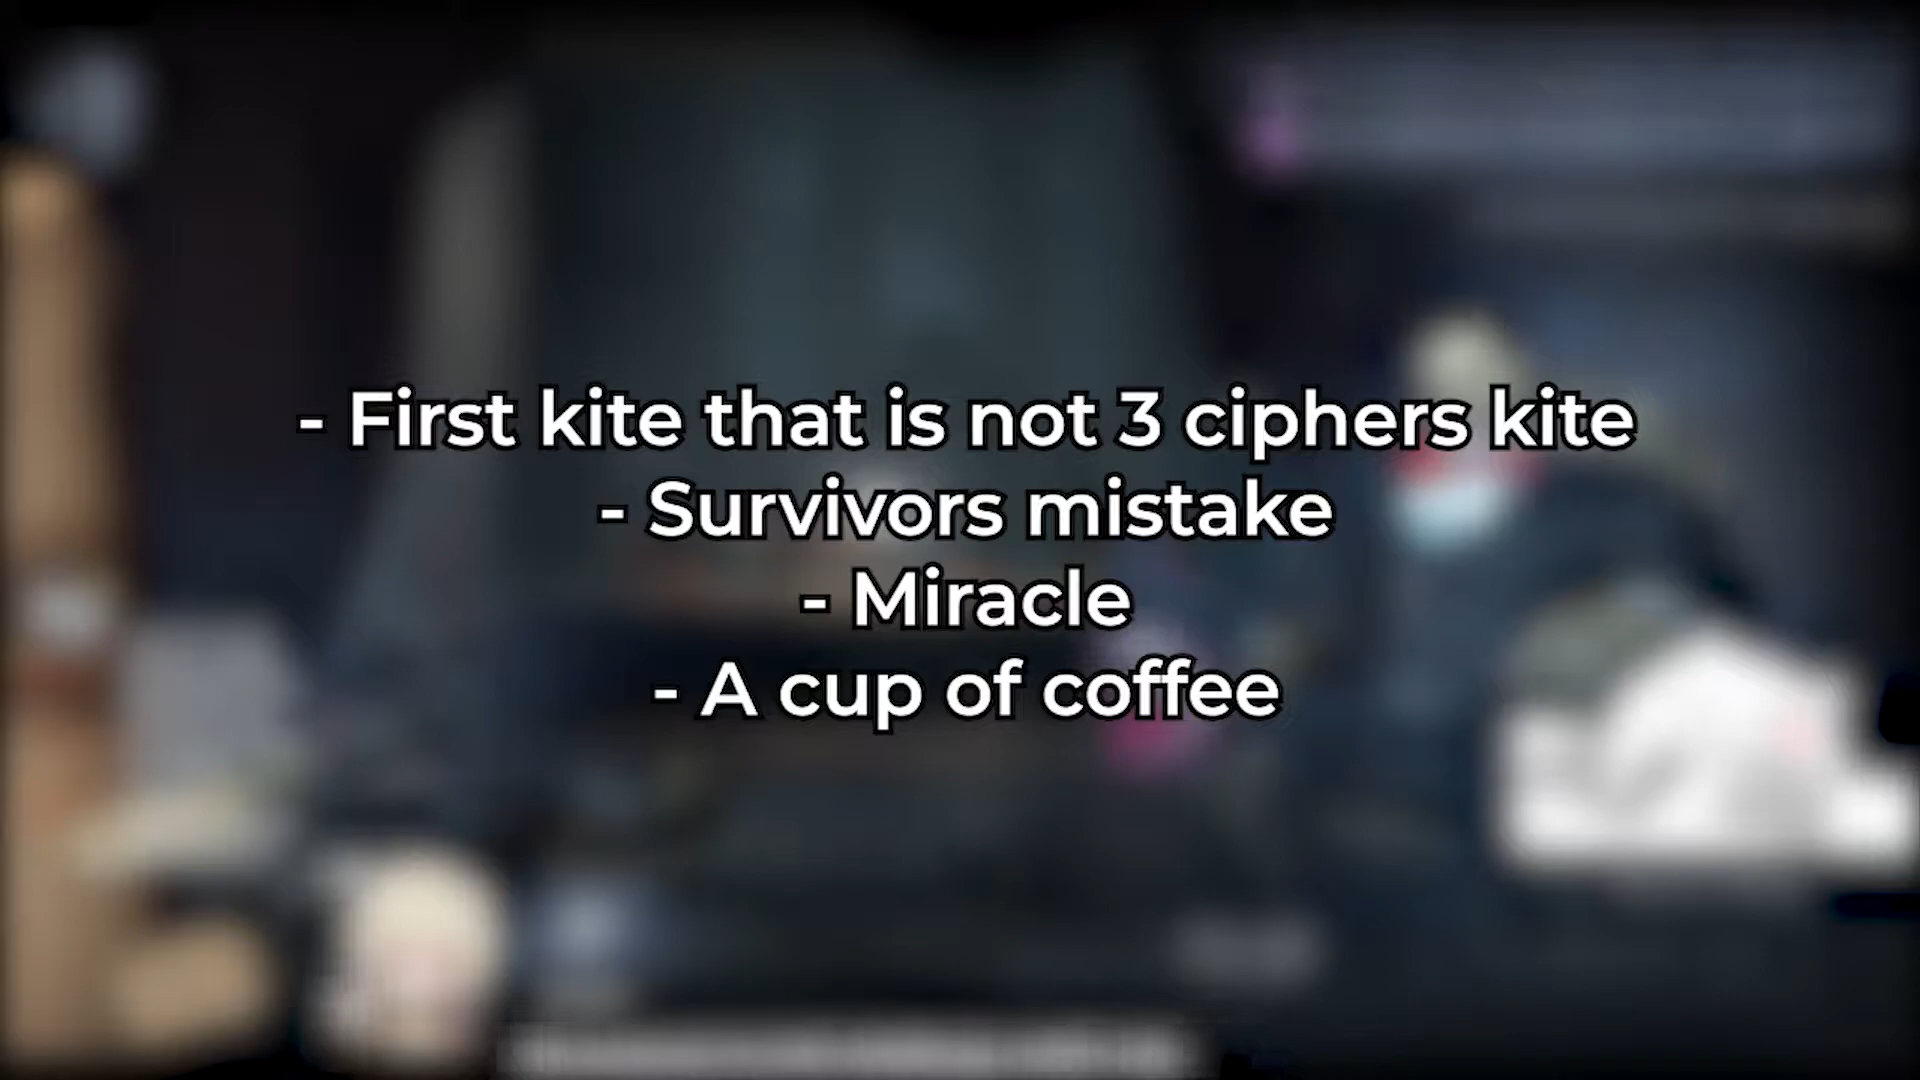 - First kite that is not 3 ciphers kite
- Survivors mistake
- Miracle
- A cup of coffee